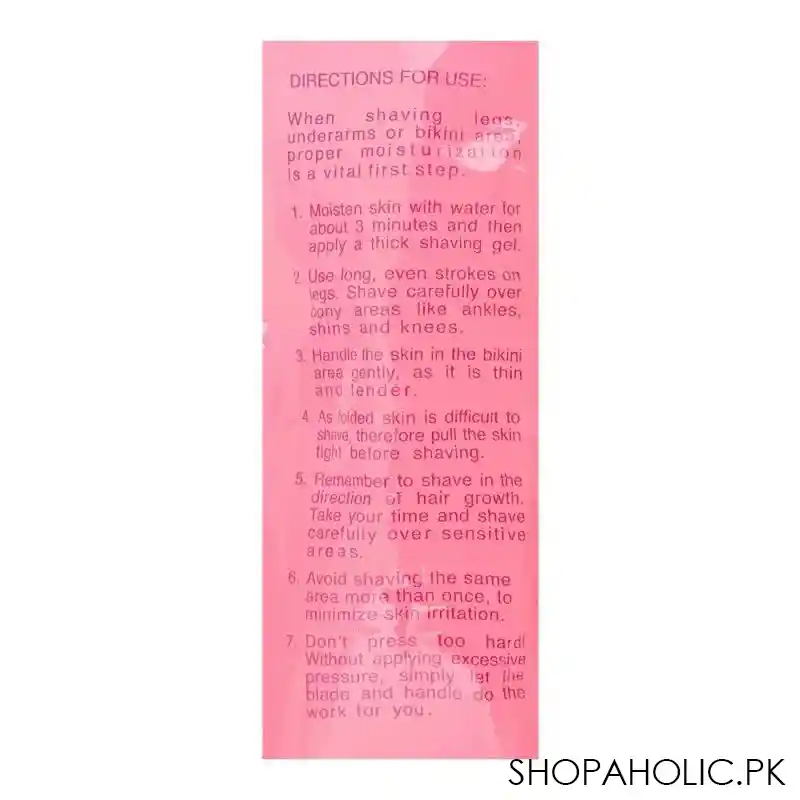 DIRECTIONS FOR USE:
When shaving legs,
underarms or bikini area,
proper moisturization
is a vital first step.
1. Moisten skin with water for
about 3 minutes and then
apply a thick shaving gel.
2. Use long, even strokes on
legs. Shave carefully over
bony areas like ankles,
shins and knees.
3. Handle the skin in the bikini
area gently, as it is thin
and tender.
4. As folded skin is difficult to
shave, therefore pull the skin
tight before shaving.
5. Remember to shave in the
direction of hair growth.
Take your time and shave
carefully over sensitive
areas.
6. Avoid shaving the same
area more than once, to
minimize skin irritation.
7. Don't press too hard!
Without applying excessive
pressure, simply let the
blade and handle do the
work for you.
SHOPAHOLIC.PK